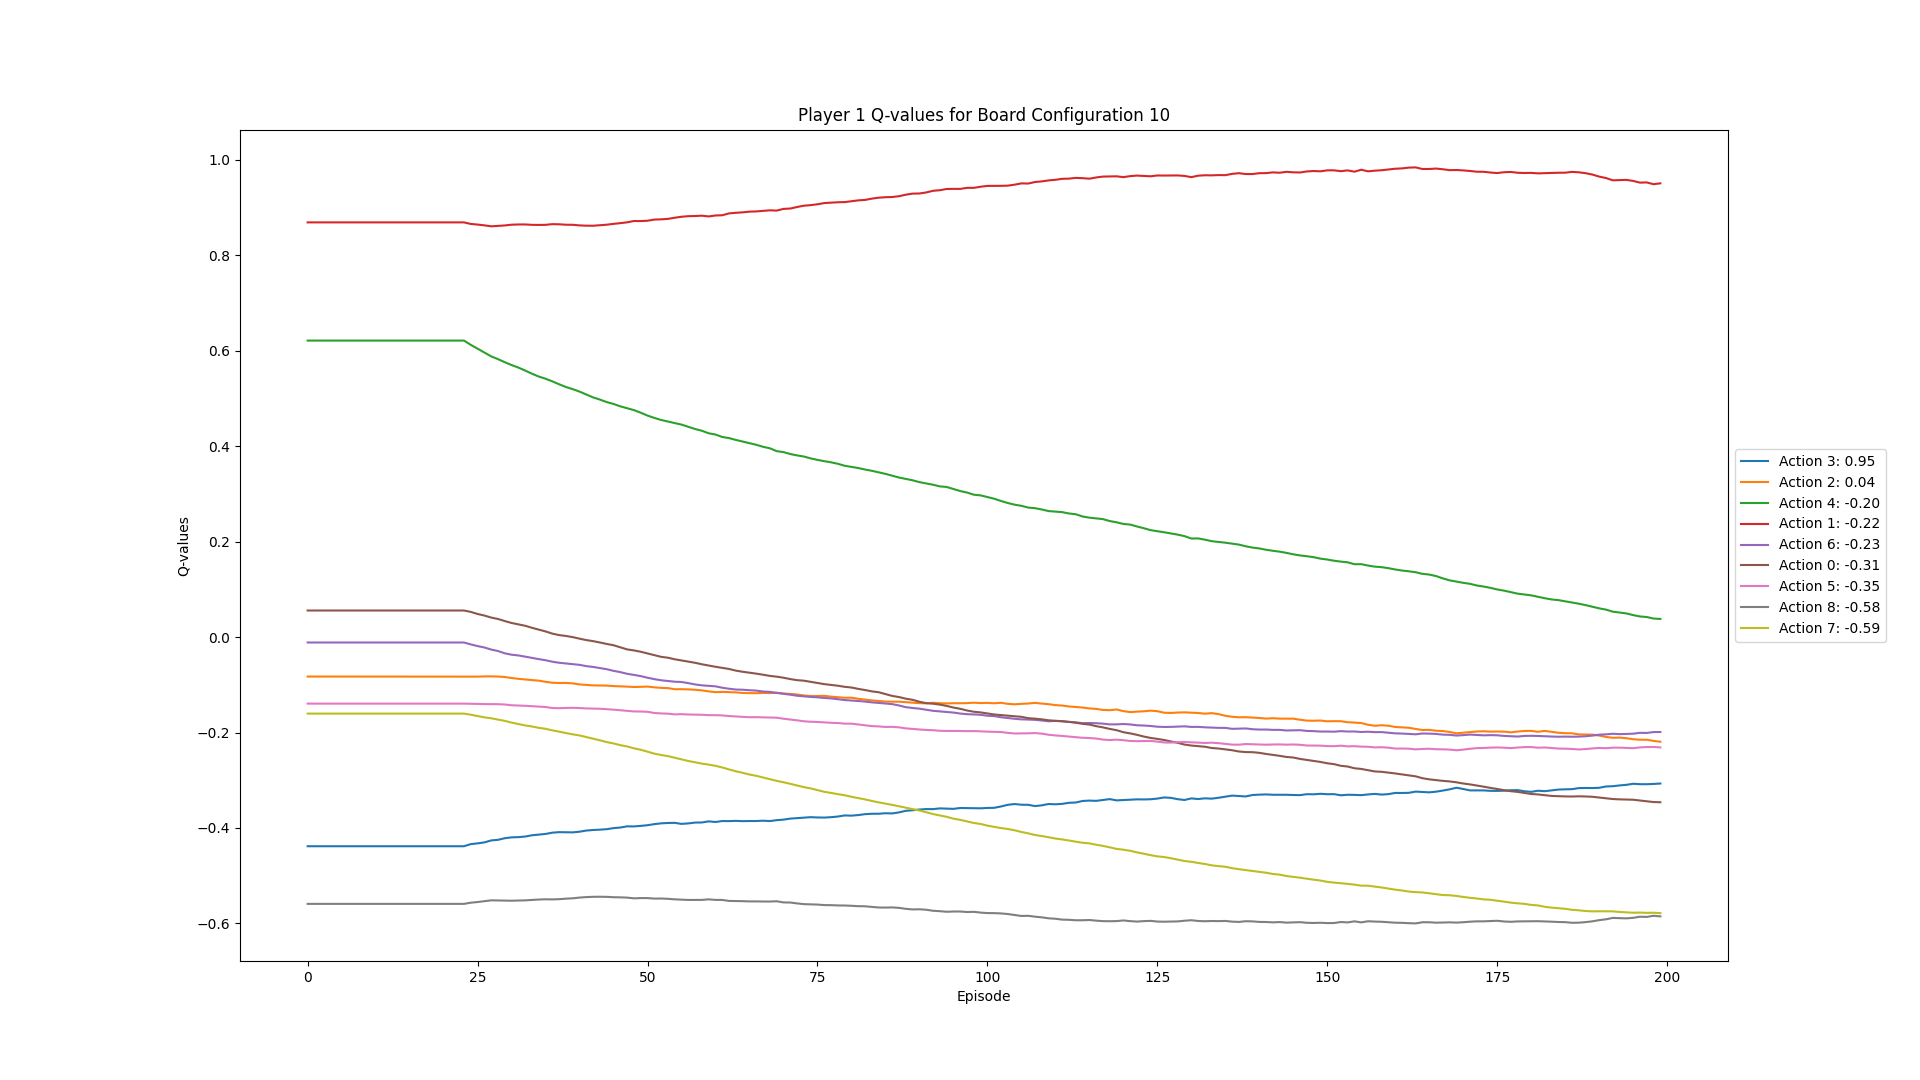 Player 1 Q-values for Board Configuration 10
1.0
0.8
0.6
0.4
0.2
0.0
−0.2
−0.4
−0.6
Q-values
0 25 50 75 100 125 150 175 200
Episode
Action 3: 0.95
Action 2: 0.04
Action 4: -0.20
Action 1: -0.22
Action 6: -0.23
Action 0: -0.31
Action 5: -0.35
Action 8: -0.58
Action 7: -0.59